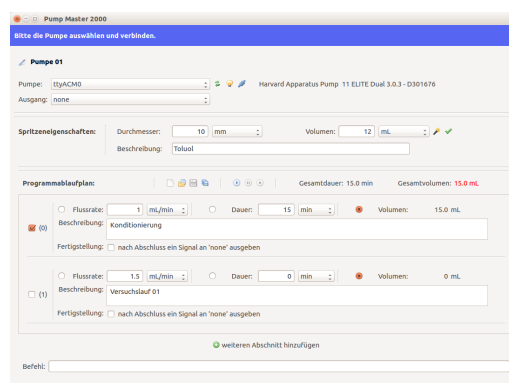 Pump Master 2000
Bitte die Pumpe auswählen und verbinden.
Pumpe 01
Pumpe: ttyACM0 Harvard Apparatus Pump 11 ELITE Dual 3.0.3 - D301676
Ausgang: none
Spritzeneigenschaften: Durchmesser: 10 mm Volumen: 12 mL
Beschreibung: Toluol
Programmablaufplan: Gesamtdauer: 15.0 min Gesamtvolumen: 15.0 mL
Flussrate: 1 mL/min Dauer: 15 min Volumen: 15.0 mL
(0) Beschreibung: Konditionierung
Fertigstellung: nach Abschluss ein Signal an 'none' ausgeben
Flussrate: 1.5 mL/min Dauer: 0 min Volumen: 0 mL
(1) Beschreibung: Versuchslauf 01
Fertigstellung: nach Abschluss ein Signal an 'none' ausgeben
weiteren Abschnitt hinzufügen
Befehl: